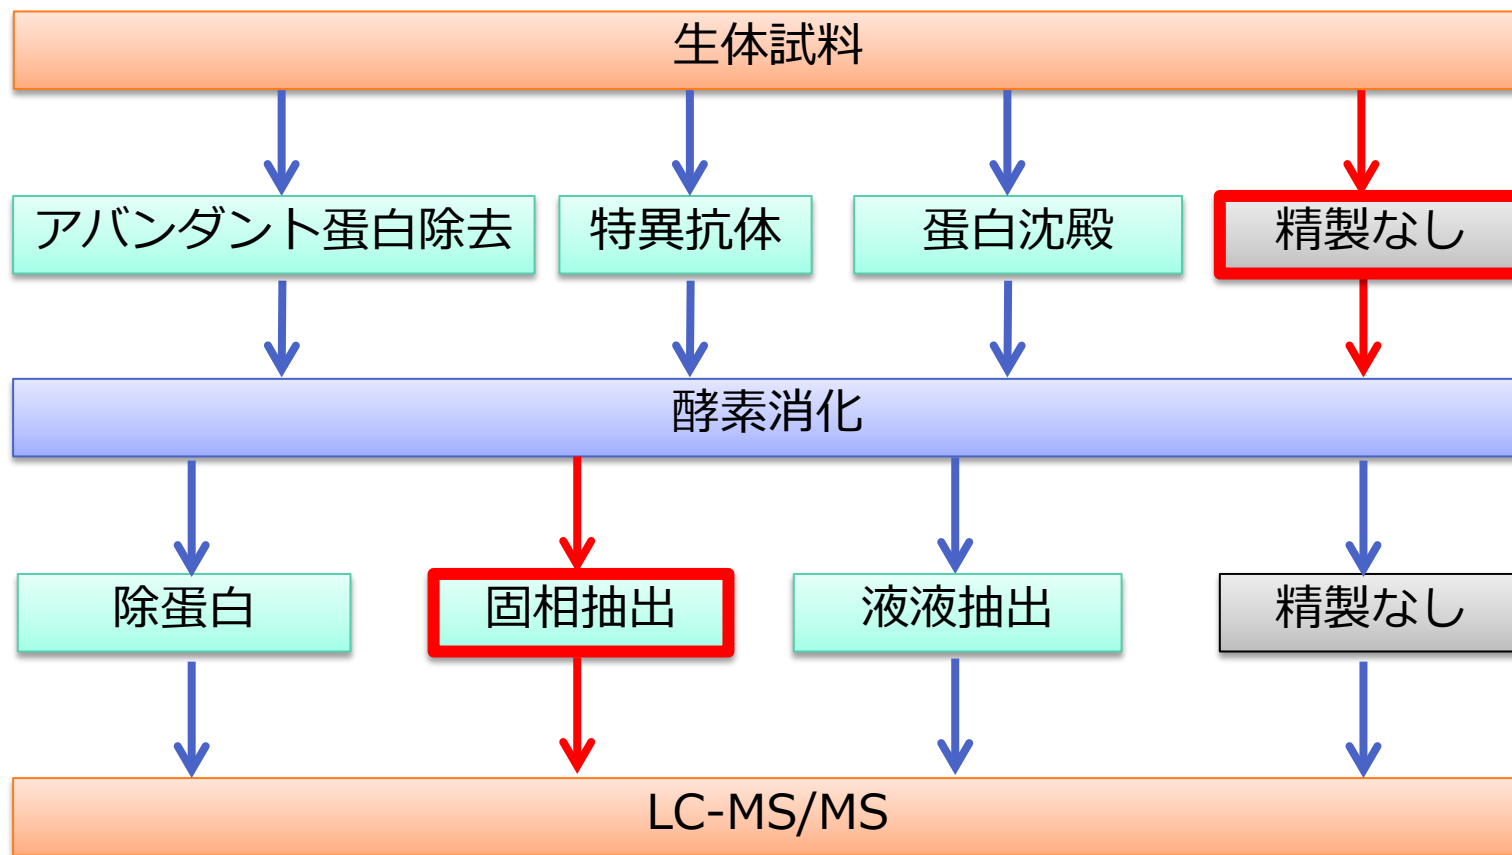 生体試料
アバンダント蛋白除去
特異抗体
蛋白沈殿
精製なし
酵素消化
除蛋白
固相抽出
液液抽出
精製なし
LC-MS/MS